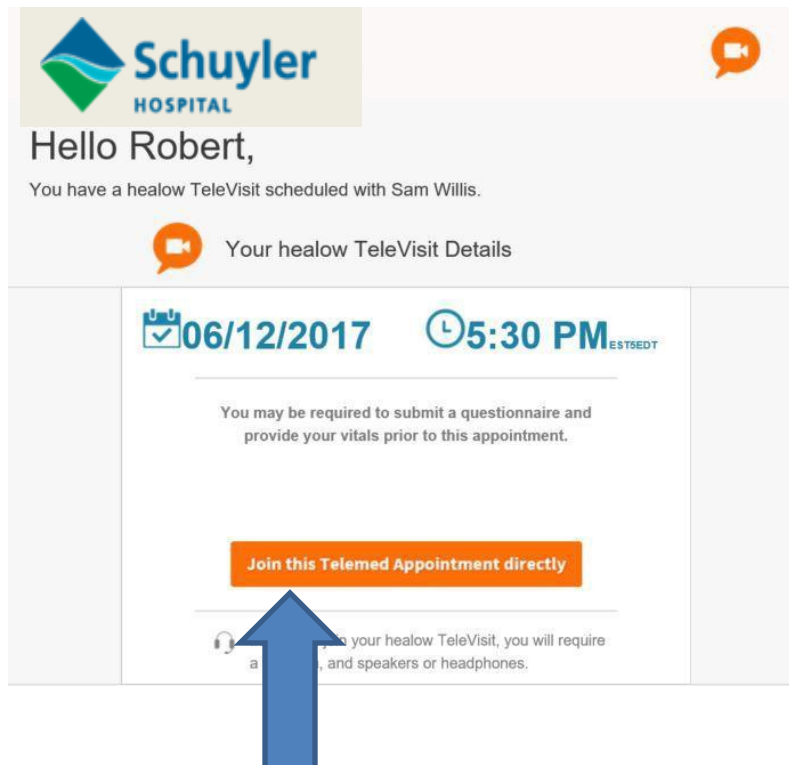 Schuyler
HOSPITAL
Hello Robert,
You have a healow TeleVisit scheduled with Sam Willis.
Your healow TeleVisit Details
06/12/2017 5:30 PM EST5EDT
You may be required to submit a questionnaire and
provide your vitals prior to this appointment.
Join this Telemed Appointment directly
your healow TeleVisit, you will require
a and speakers or headphones.